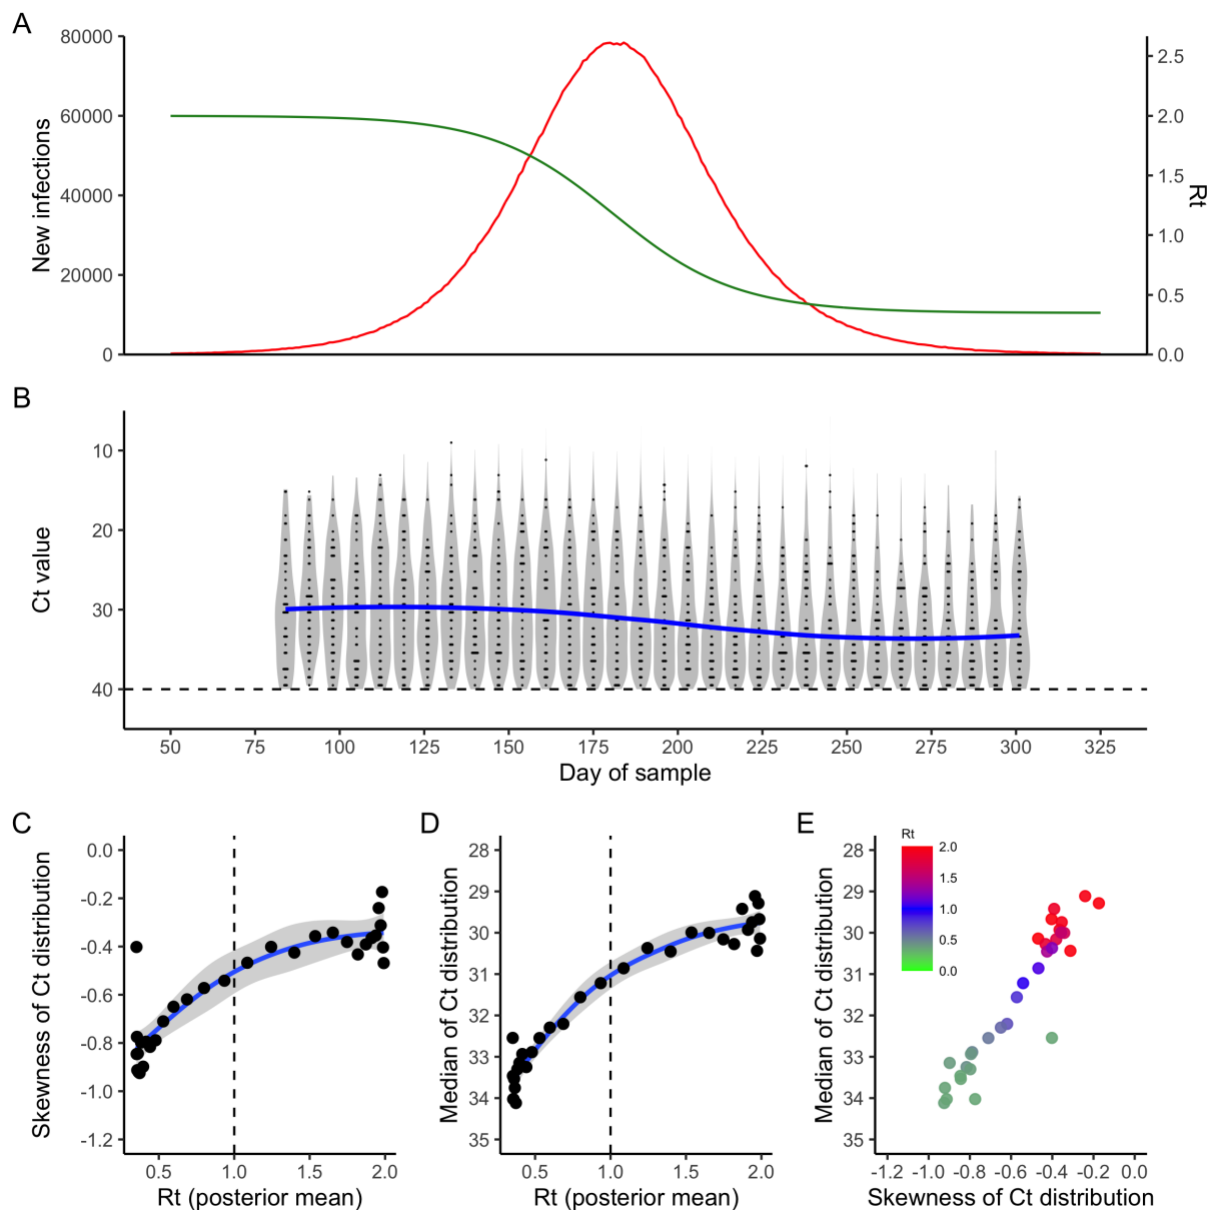 A
80000
60000
40000
20000
0
New infections
2.5
2.0
1.5
1.0
0.5
0.0
Rt
B
10
20
30
40
Ct value
50 75 100 125 150 175 200 225 250 275 300 325
Day of sample
C
0.0
-0.2
-0.4
-0.6
-0.8
-1.0
-1.2
Skewness of Ct distribution
0.5 1.0 1.5 2.0
Rt (posterior mean)
D
28
29
30
31
32
33
34
35
Median of Ct distribution
0.5 1.0 1.5 2.0
Rt (posterior mean)
E
Rt
2.0
1.5
1.0
0.5
0.0
28
29
30
31
32
33
34
35
Median of Ct distribution
-1.2 -1.0 -0.8 -0.6 -0.4 -0.2 0.0
Skewness of Ct distribution